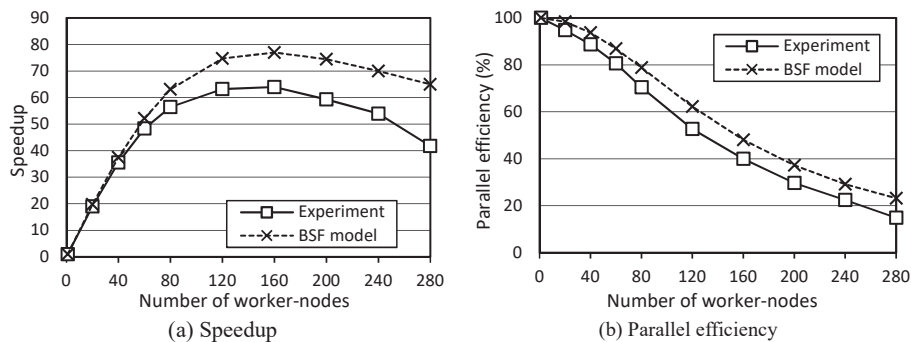 90
80
70
60
50
40
30
20
10
0
Speedup
Experiment
BSF model
0 40 80 120 160 200 240 280
Number of worker-nodes
(a) Speedup
100
80
60
40
20
0
Parallel efficiency (%)
Experiment
BSF model
0 40 80 120 160 200 240 280
Number of worker-nodes
(b) Parallel efficiency